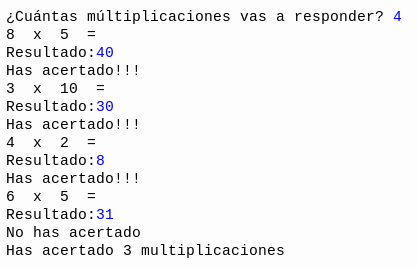 ¿Cuántas múltiplicaciones vas a responder? 4
8  x  5  =
Resultado:40
Has acertado!!!
3  x  10  =
Resultado:30
Has acertado!!!
4  x  2  =
Resultado:8
Has acertado!!!
6  x  5  =
Resultado:31
No has acertado
Has acertado 3 multiplicaciones